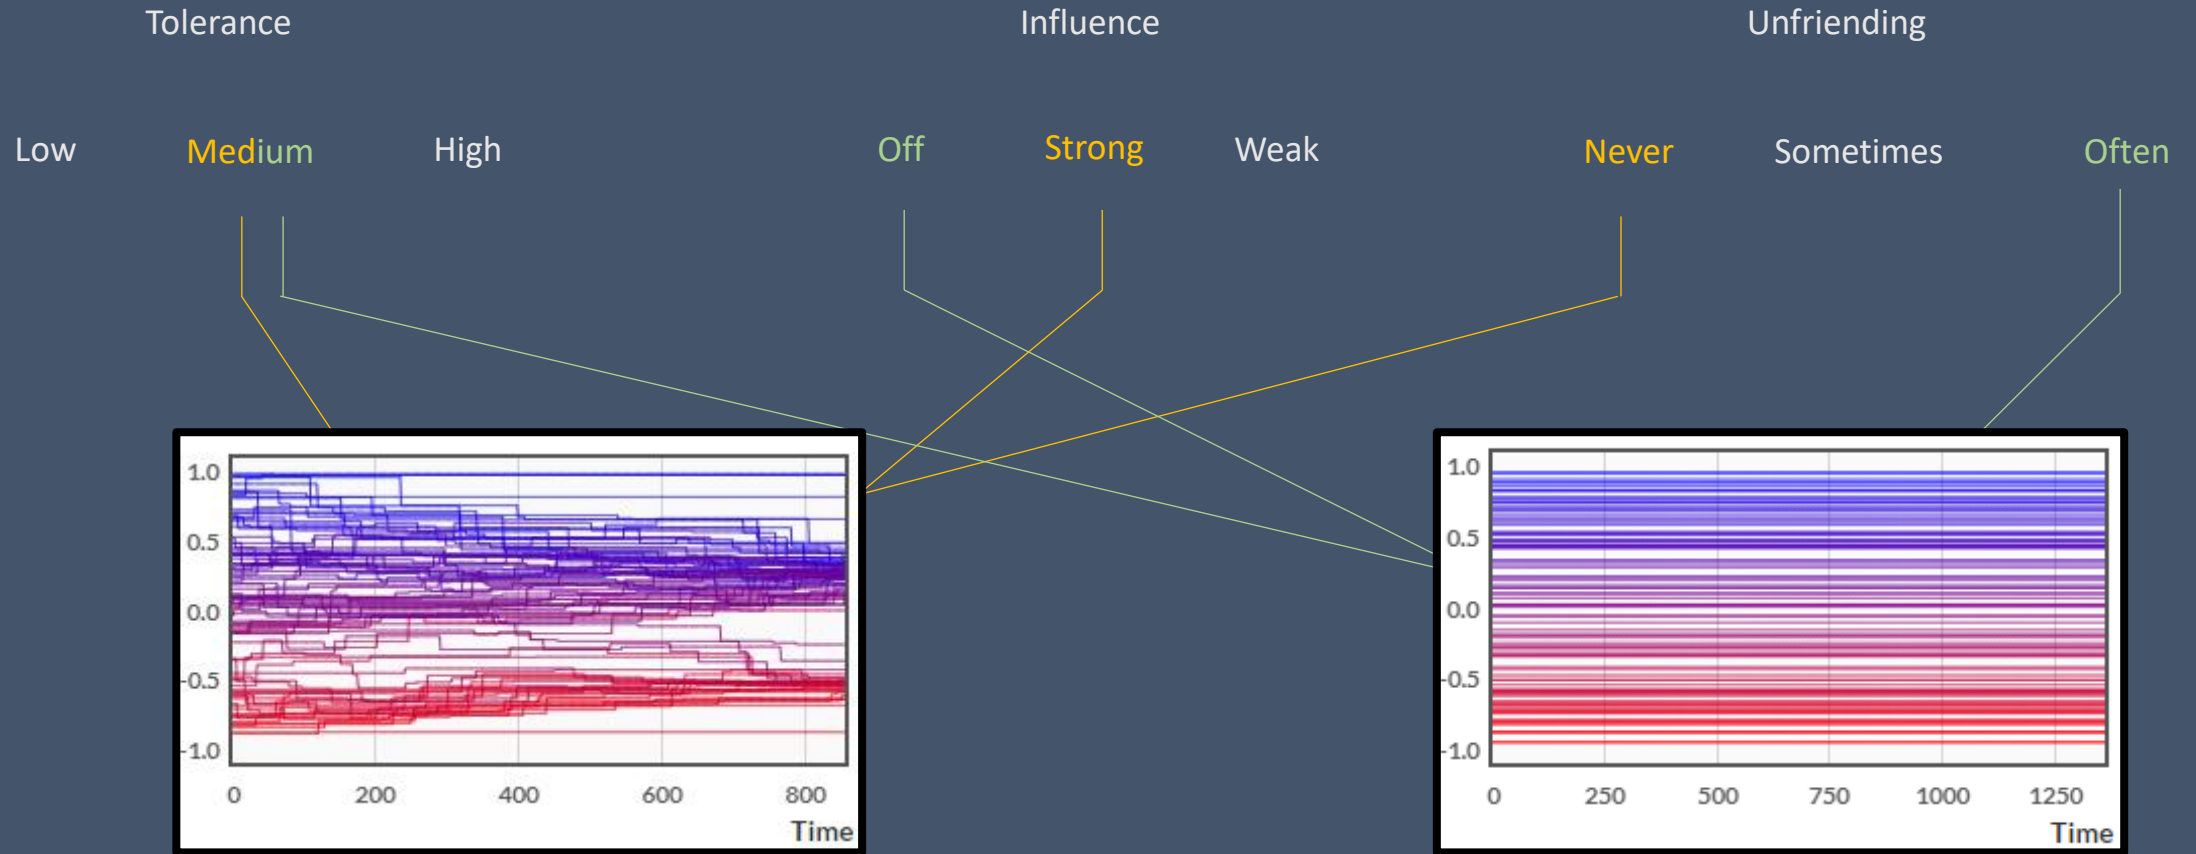 Tolerance Influence Unfriending
Low Medium High Off Strong Weak Never Sometimes Often
1.0
0.5
0.0
-0.5
-1.0
0 200 400 600 800
Time
1.0
0.5
0.0
-0.5
-1.0
0 250 500 750 1000 1250
Time